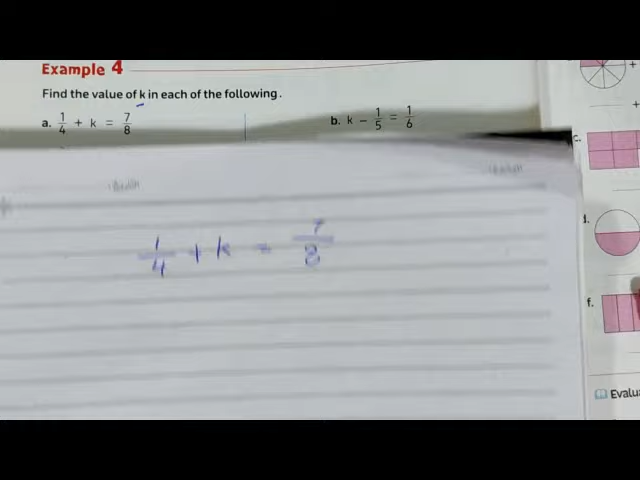 Example 4
Find the value of k in each of the following.
a. 1/4 + k = 7/8
b. k - 1/5 = 1/6
1/4 + k = 7/8
c.
d.
f.
+
+